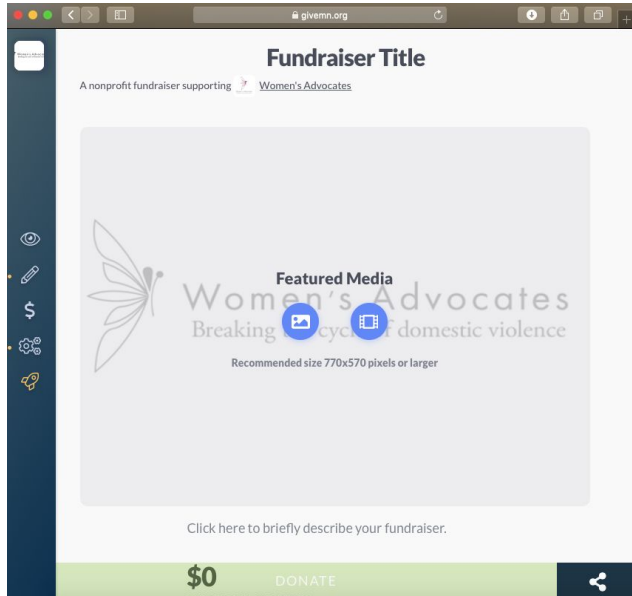 givemn.org
Fundraiser Title
A nonprofit fundraiser supporting Women's Advocates
Featured Media
Women's Advocates
Breaking cyc domestic violence
Recommended size 770x570 pixels or larger
Click here to briefly describe your fundraiser.
$0
DONATE